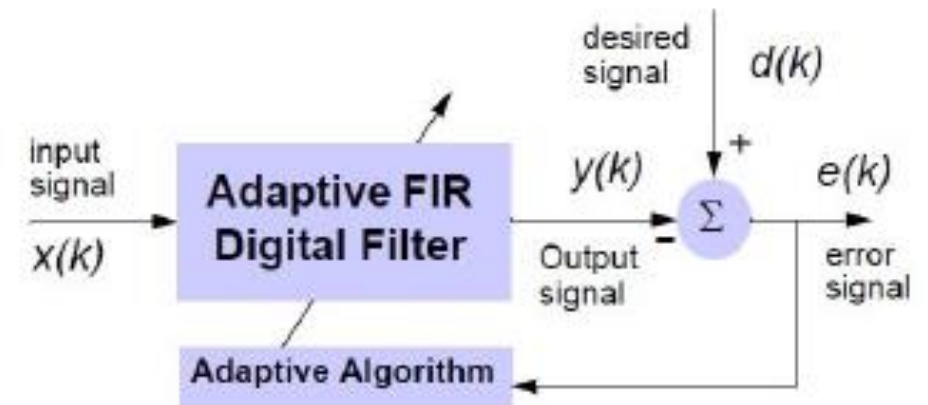 desired
signal
d(k)
+
input
signal
x(k)
Adaptive FIR
Digital Filter
y(k)
-
Σ
e(k)
Output
signal
error
signal
Adaptive Algorithm